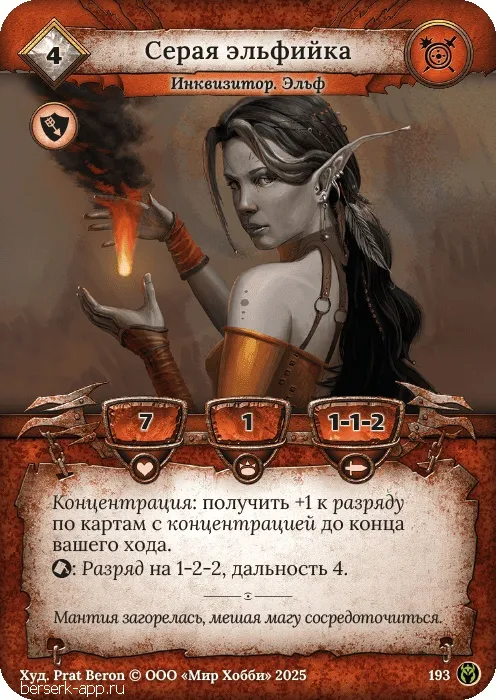 4
Серая эльфийка
Инквизитор. Эльф
7
1
1-1-2
Концентрация: получить +1 к разряду
по картам с концентрацией до конца
вашего хода.
: Разряд на 1-2-2, дальность 4.
Мантия загорелась, мешая магу сосредоточиться.
Худ. Prat Beron © ООО «Мир Хобби» 2025
193
berserk-app.ru